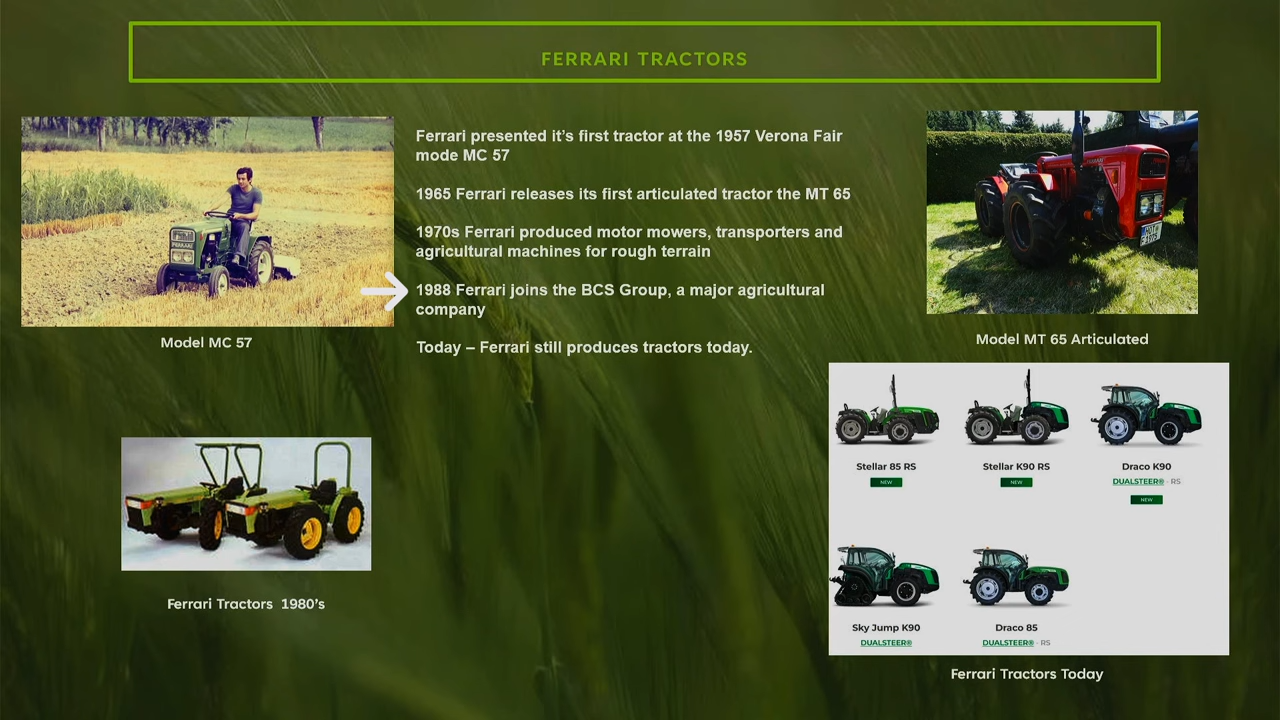 FERRARI TRACTORS
Ferrari presented it’s first tractor at the 1957 Verona Fair
mode MC 57
1965 Ferrari releases its first articulated tractor the MT 65
1970s Ferrari produced motor mowers, transporters and
agricultural machines for rough terrain
1988 Ferrari joins the BCS Group, a major agricultural
company
Today – Ferrari still produces tractors today.
FERRARI
Model MC 57
Model MT 65 Articulated
Ferrari Tractors 1980’s
Stellar 85 RS
NEW
Stellar K90 RS
NEW
Draco K90
DUALSTEER® - RS
NEW
Sky Jump K90
DUALSTEER®
Draco 85
DUALSTEER® - RS
Ferrari Tractors Today